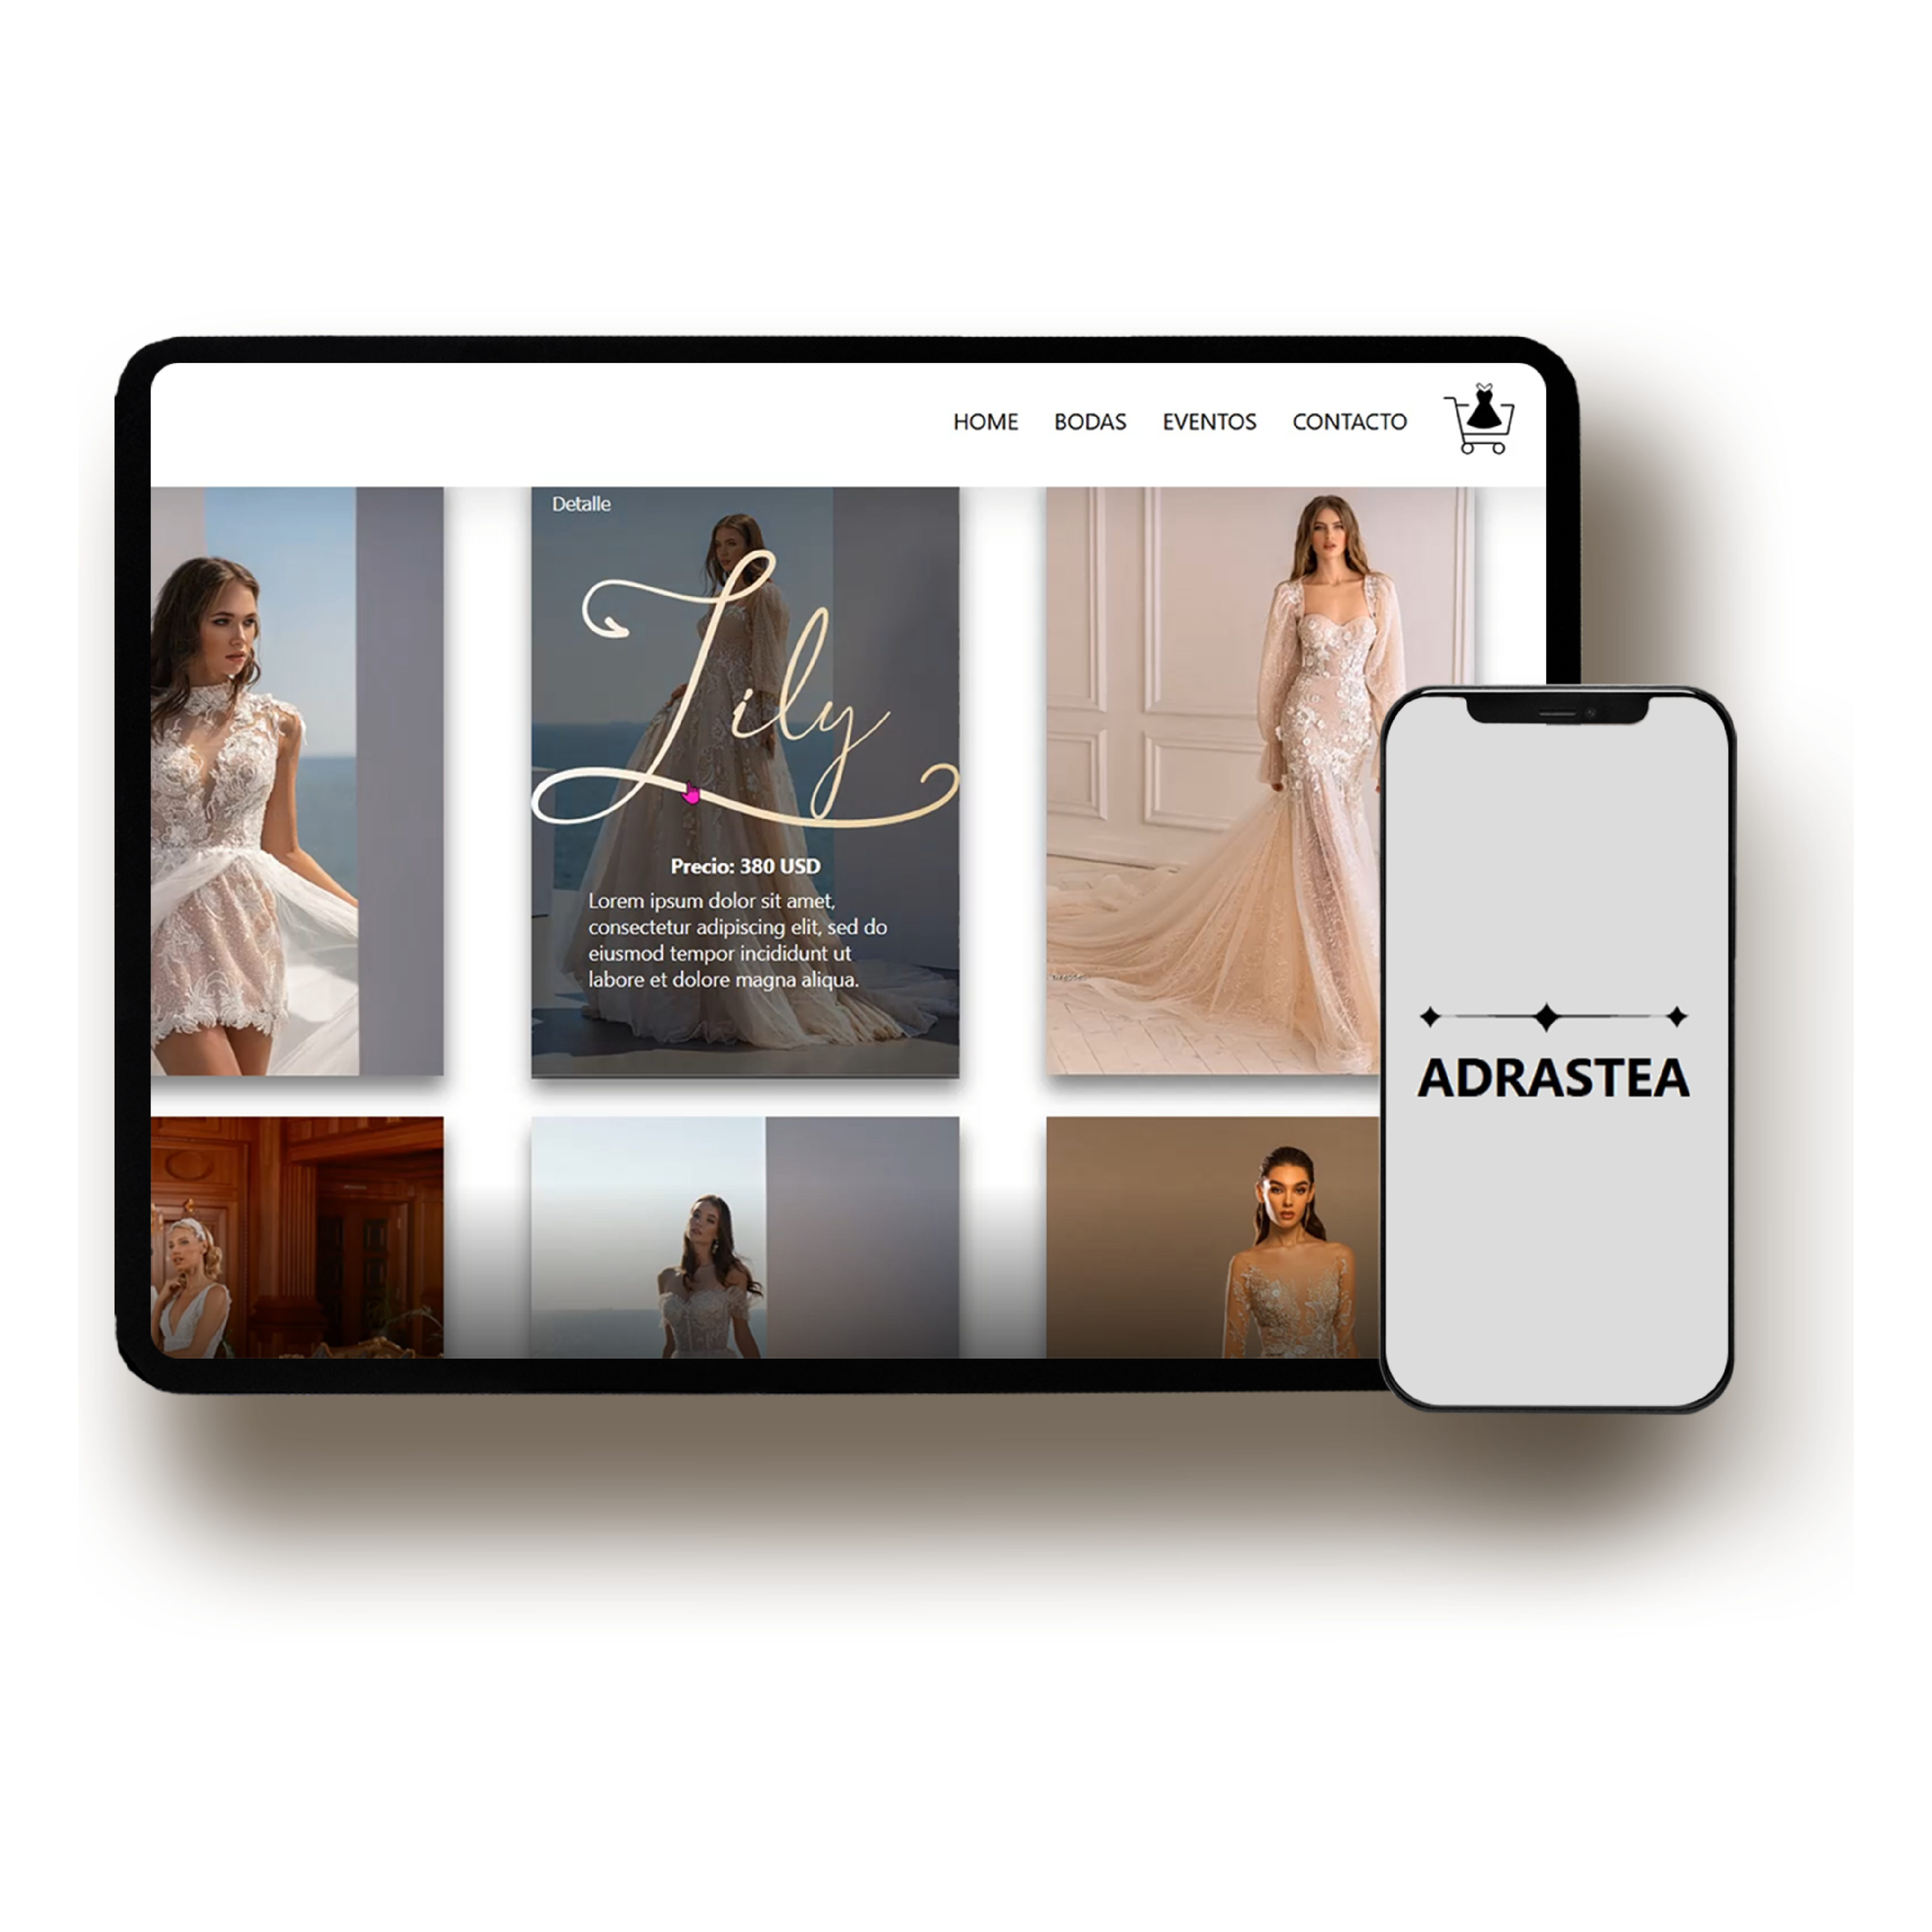 HOME BODAS EVENTOS CONTACTO
Detalle
Lily
Precio: 380 USD
Lorem ipsum dolor sit amet,
consectetur adipiscing elit, sed do
eiusmod tempor incididunt ut
labore et dolore magna aliqua.
ADRASTEA